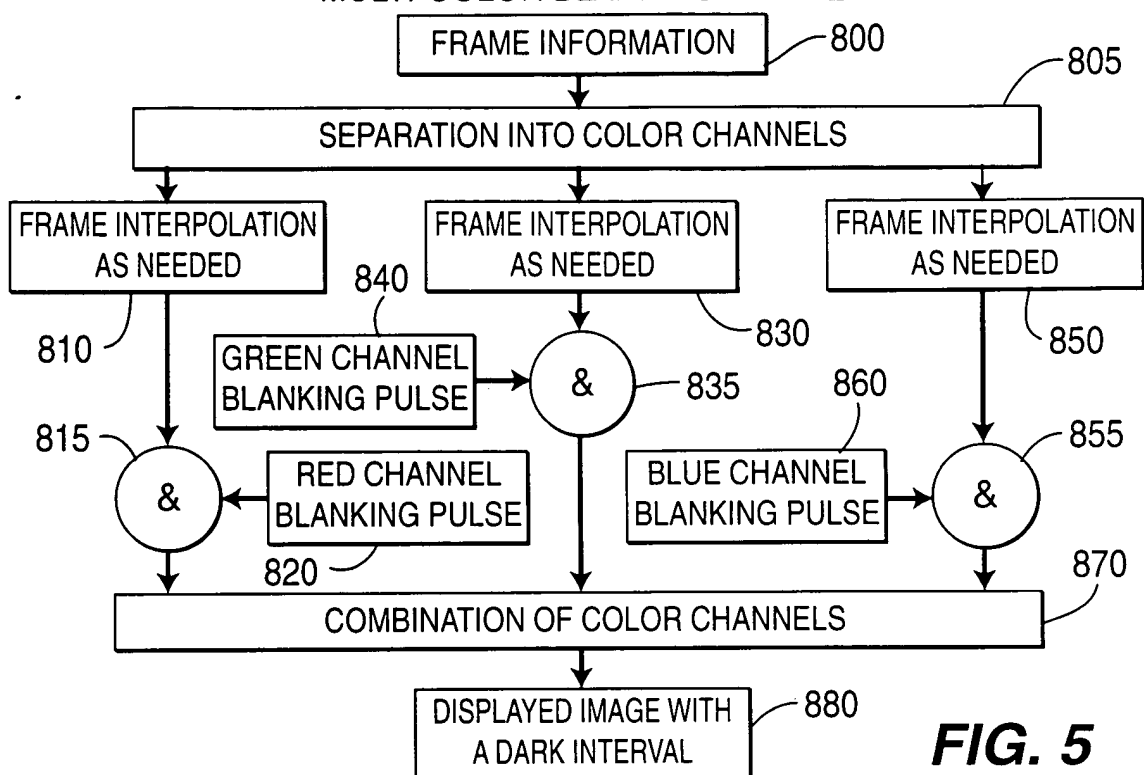 FRAME INFORMATION
800
805
SEPARATION INTO COLOR CHANNELS
FRAME INTERPOLATION
AS NEEDED
FRAME INTERPOLATION
AS NEEDED
FRAME INTERPOLATION
AS NEEDED
810
840
830
850
GREEN CHANNEL
BLANKING PULSE
&
835
860
815
&
RED CHANNEL
BLANKING PULSE
820
BLUE CHANNEL
BLANKING PULSE
&
855
870
COMBINATION OF COLOR CHANNELS
DISPLAYED IMAGE WITH
A DARK INTERVAL
880
FIG. 5